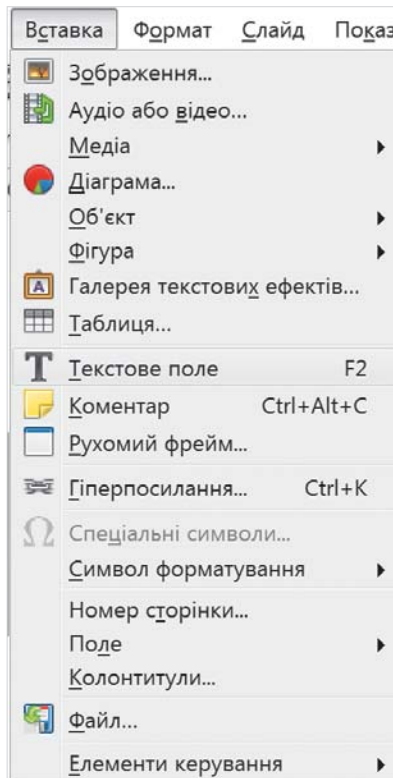 Вставка Формат Слайд Показ
Зображення...
Аудіо або відео...
Медіа
Діаграма...
Об'єкт
Фігура
Галерея текстових ефектів...
Таблиця...
Текстове поле F2
Коментар Ctrl+Alt+C
Рухомий фрейм...
Гіперпосилання... Ctrl+K
Спеціальні символи...
Символ форматування
Номер сторінки...
Поле
Колонтитули...
Файл...
Елементи керування